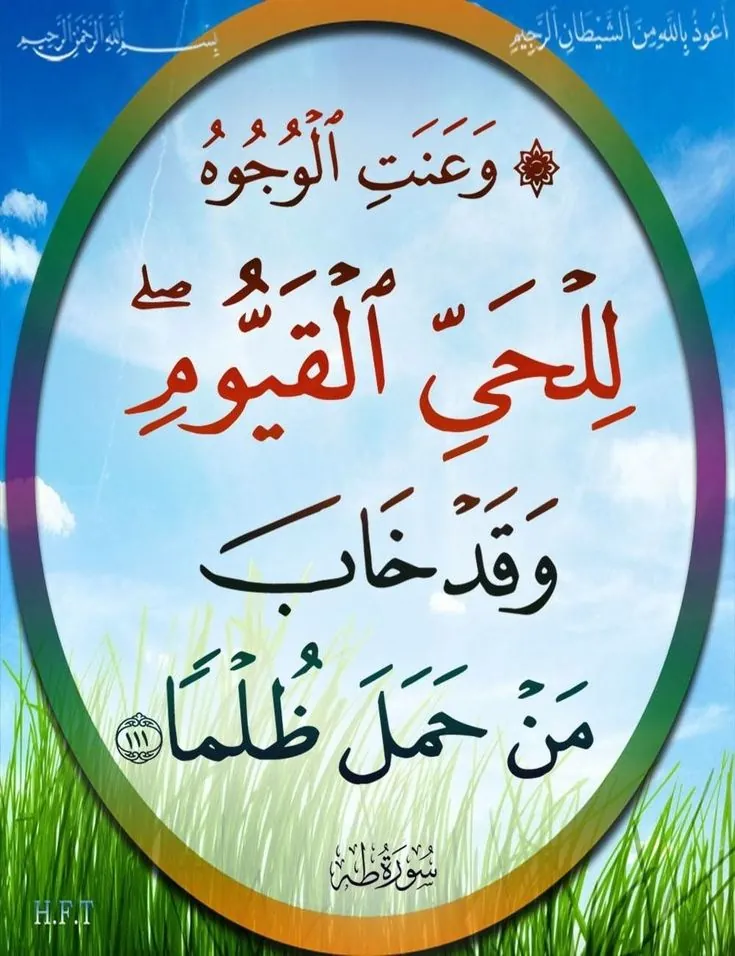 أعوذ بالله من الشيطان الرجيم
بسم الله الرحمن الرحيم
۞ وَعَنَتِ ٱلْوُجُوهُ
لِلْحَيِّ ٱلْقَيُّومِۖ
وَقَدْ خَابَ
مَنْ حَمَلَ ظُلْمًا ١١١
سُورَةُ طه
H.F.T